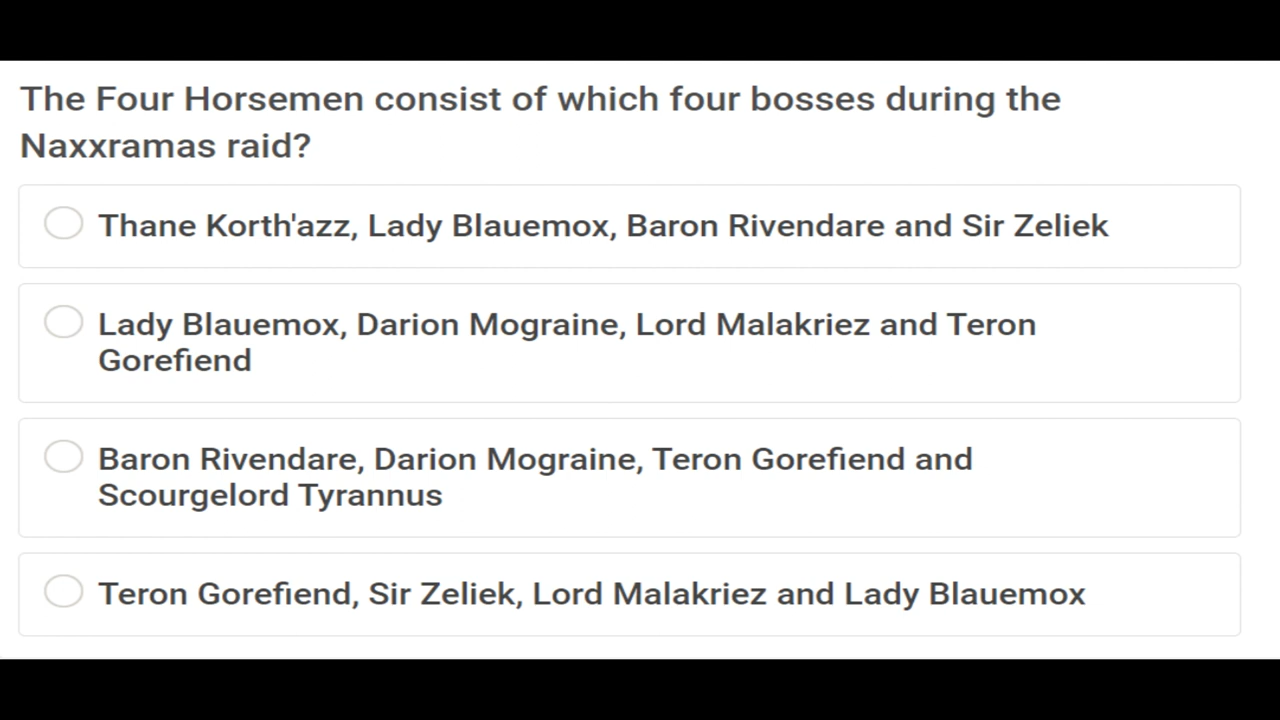 The Four Horsemen consist of which four bosses during the
Naxxramas raid?
Thane Korth'azz, Lady Blauemox, Baron Rivendare and Sir Zeliek
Lady Blauemox, Darion Mograine, Lord Malakriez and Teron
Gorefiend
Baron Rivendare, Darion Mograine, Teron Gorefiend and
Scourgelord Tyrannus
Teron Gorefiend, Sir Zeliek, Lord Malakriez and Lady Blauemox